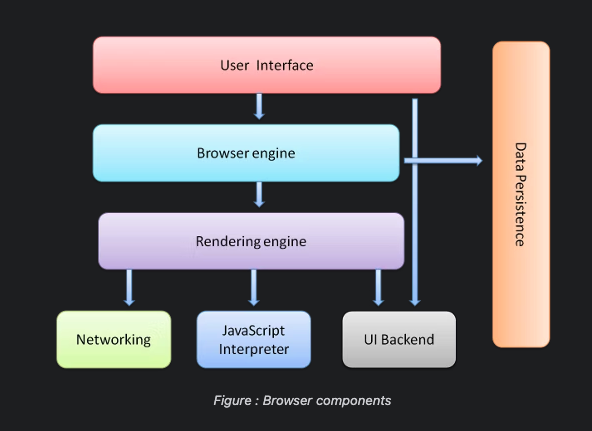 User Interface
Browser engine
Data Persistence
Rendering engine
Networking
JavaScript
Interpreter
UI Backend
Figure : Browser components